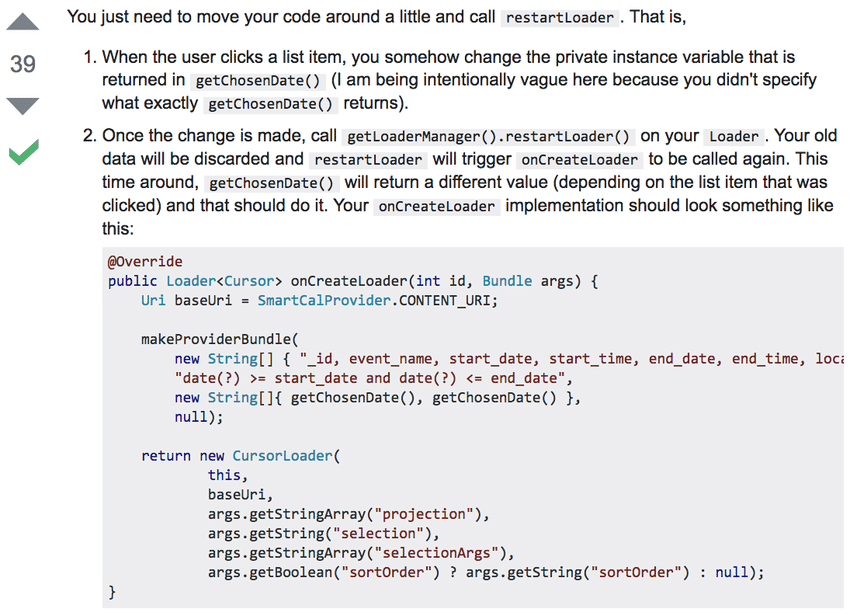 You just need to move your code around a little and call restartLoader. That is,
39
1. When the user clicks a list item, you somehow change the private instance variable that is
returned in getChosenDate() (I am being intentionally vague here because you didn't specify
what exactly getChosenDate() returns).
2. Once the change is made, call getLoaderManager().restartLoader() on your Loader. Your old
data will be discarded and restartLoader will trigger onCreateLoader to be called again. This
time around, getChosenDate() will return a different value (depending on the list item that was
clicked) and that should do it. Your onCreateLoader implementation should look something like
this:
@Override
public Loader<Cursor> onCreateLoader(int id, Bundle args) {
    Uri baseUri = SmartCalProvider.CONTENT_URI;
    makeProviderBundle(
        new String[] { "_id, event_name, start_date, start_time, end_date, end_time, loca
        "date(?) >= start_date and date(?) <= end_date",
        new String[]{ getChosenDate(), getChosenDate() },
        null);
    return new CursorLoader(
            this,
            baseUri,
            args.getStringArray("projection"),
            args.getString("selection"),
            args.getStringArray("selectionArgs"),
            args.getBoolean("sortOrder") ? args.getString("sortOrder") : null);
}